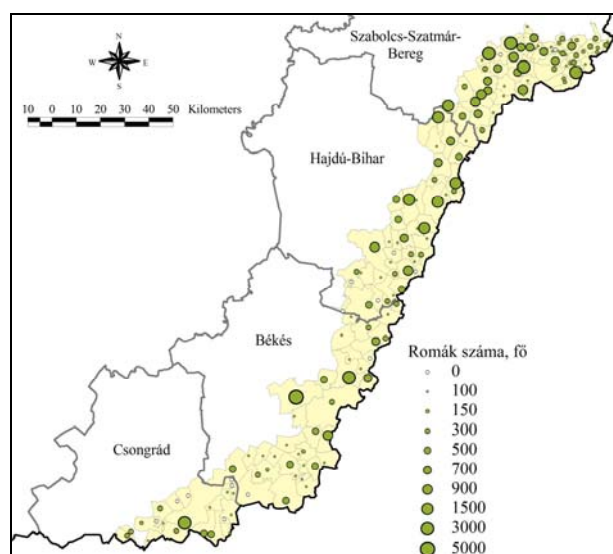 Szabolcs-Szatmár-
Bereg
N
W E
S
10 0 10 20 30 40 50 Kilometers
Hajdú-Bihar
Békés
Csongrád
Romák száma, fő
0
100
150
300
500
700
900
1500
3000
5000